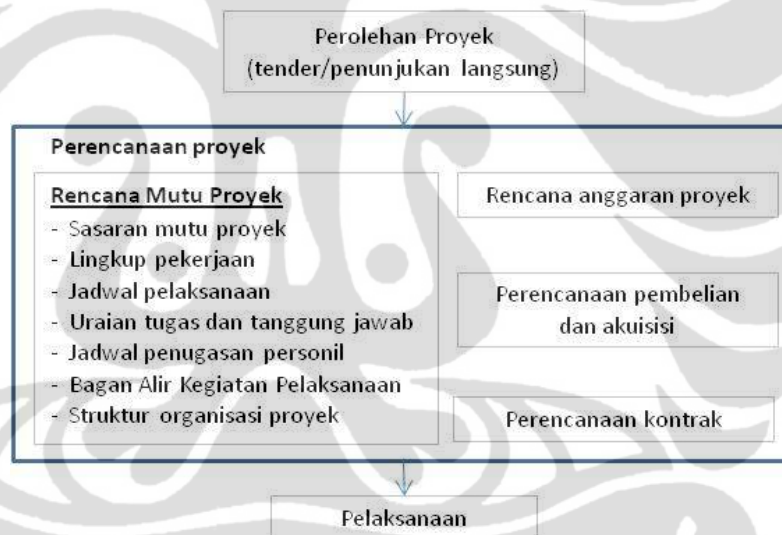 Perolehan Proyek
(tender/penunjukan langsung)
Perencanaan proyek
Rencana Mutu Proyek
- Sasaran mutu proyek
- Lingkup pekerjaan
- Jadwal pelaksanaan
- Uraian tugas dan tanggung jawab
- Jadwal penugasan personil
- Bagan Alir Kegiatan Pelaksanaan
- Struktur organisasi proyek
Rencana anggaran proyek
Perencanaan pembelian
dan akuisisi
Perencanaan kontrak
Pelaksanaan